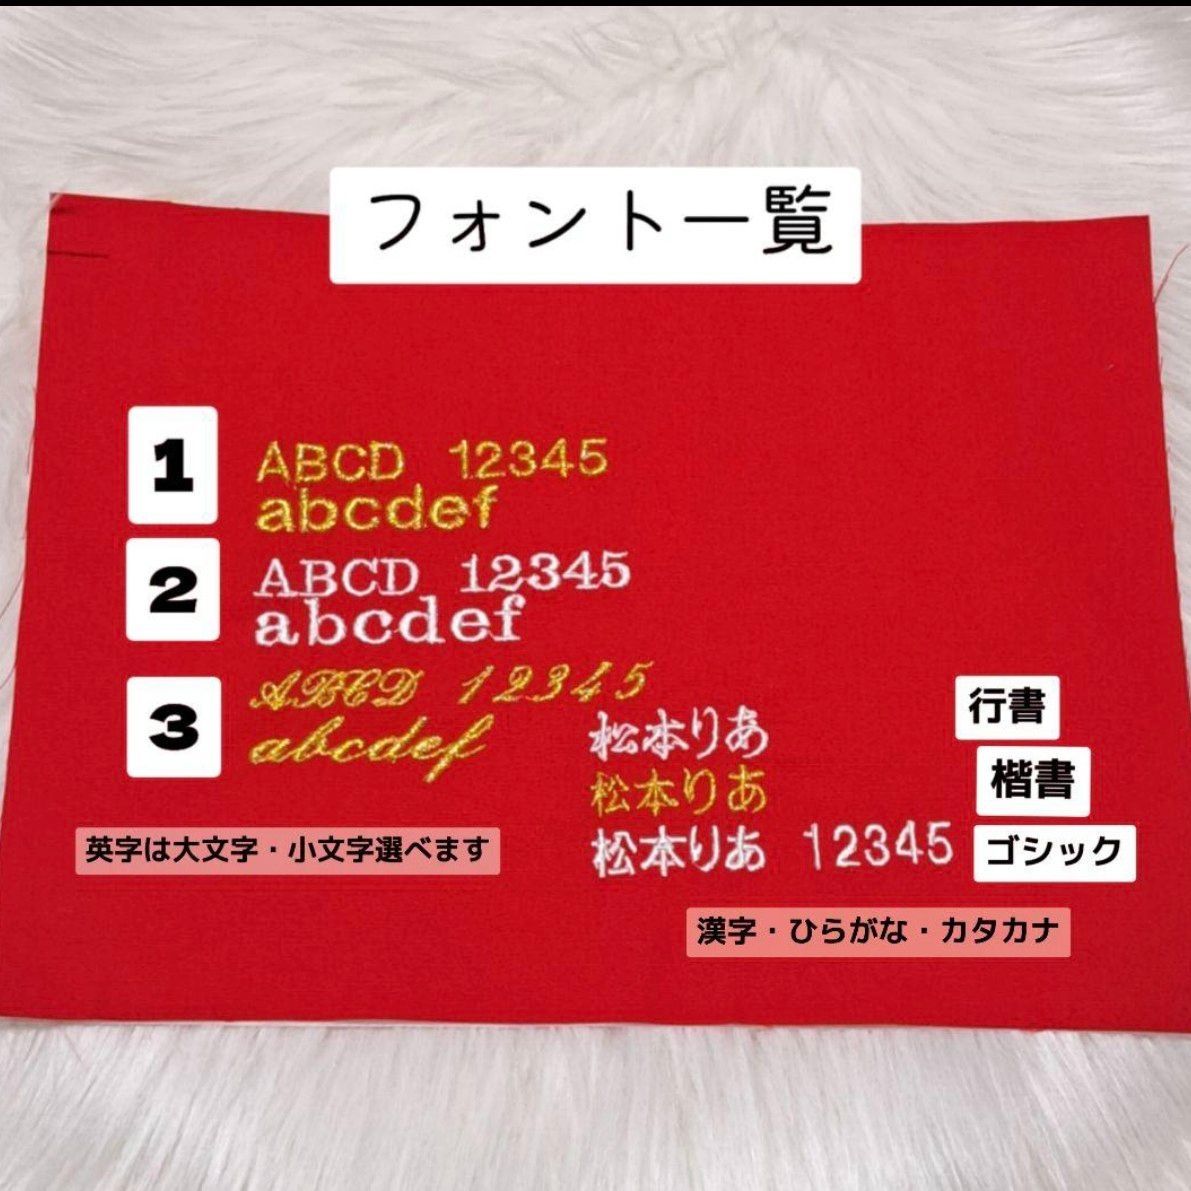 フォント一覧
1
ABCD 12345
abcdef
2
ABCD 12345
abcdef
3
ABCD 12345
abcdef
松本りあ
行書
松本りあ
楷書
松本りあ 12345
ゴシック
英字は大文字・小文字選べます
漢字・ひらがな・カタカナ